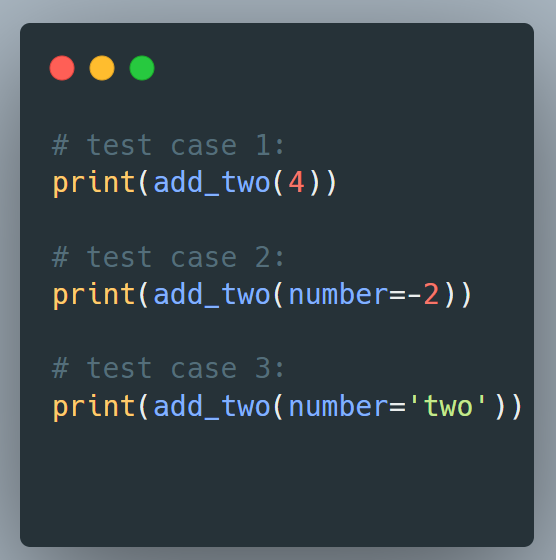 # test case 1:
print(add_two(4))
# test case 2:
print(add_two(number=-2))
# test case 3:
print(add_two(number='two'))